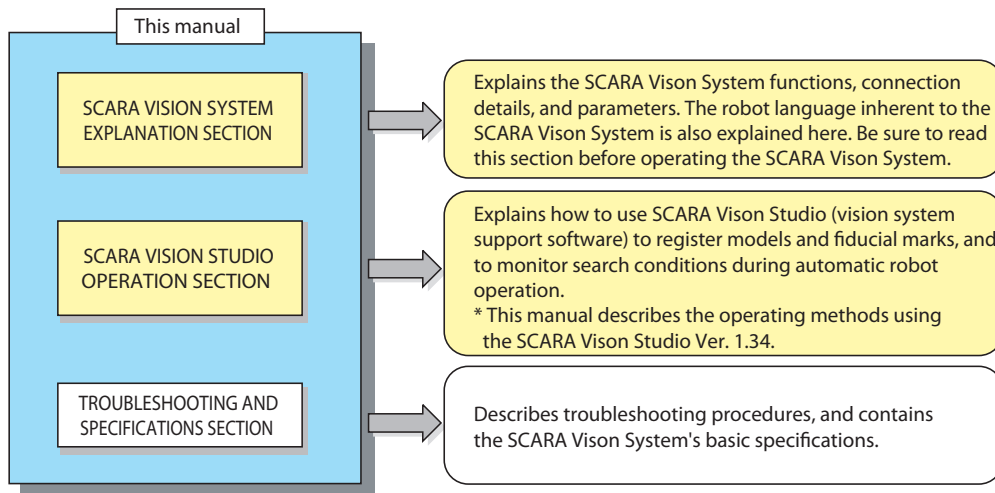 This manual
SCARA VISION SYSTEM
EXPLANATION SECTION
Explains the SCARA Vison System functions, connection
details, and parameters. The robot language inherent to the
SCARA Vison System is also explained here. Be sure to read
this section before operating the SCARA Vison System.
SCARA VISION STUDIO
OPERATION SECTION
Explains how to use SCARA Vison Studio (vision system
support software) to register models and fiducial marks, and
to monitor search conditions during automatic robot
operation.
* This manual describes the operating methods using
the SCARA Vison Studio Ver. 1.34.
TROUBLESHOOTING AND
SPECIFICATIONS SECTION
Describes troubleshooting procedures, and contains
the SCARA Vison System's basic specifications.